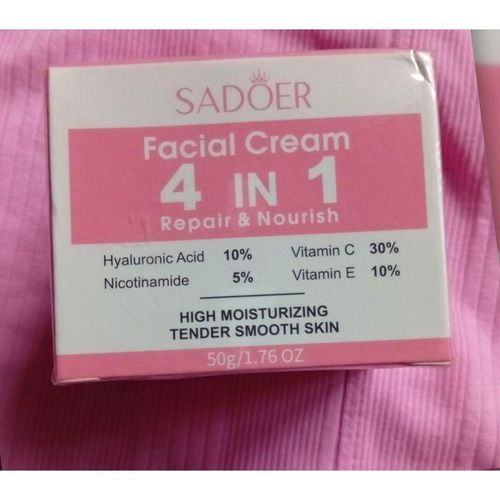 SADOER
Facial Cream
4 IN 1
Repair & Nourish
Hyaluronic Acid 10% Vitamin C 30%
Nicotinamide 5% Vitamin E 10%
HIGH MOISTURIZING
TENDER SMOOTH SKIN
50g/1.76 OZ